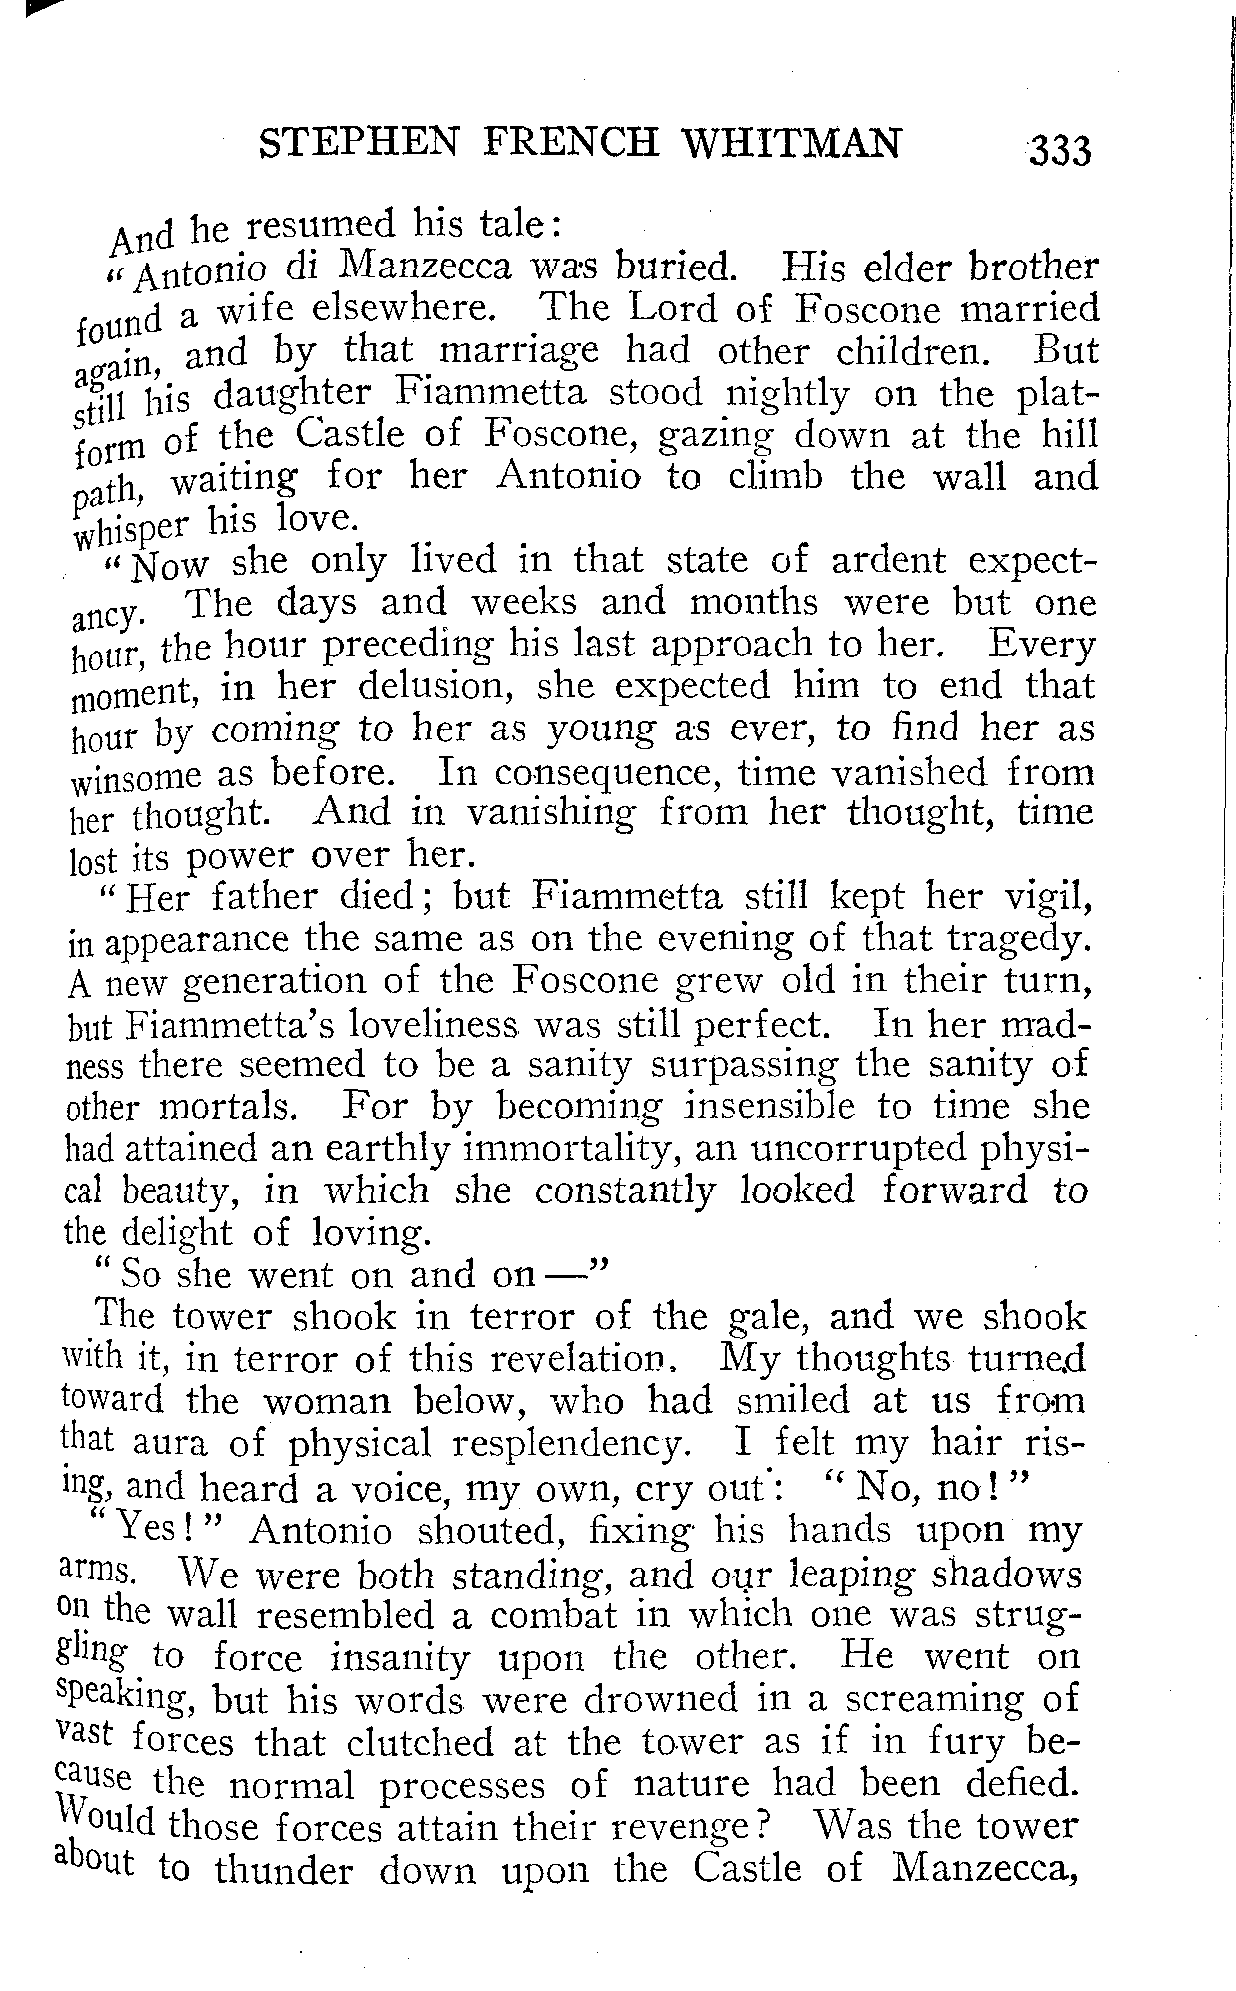 STEPHEN FRENCH WHITMAN 333
And he resumed his tale:
“Antonio di Manzecca was buried. His elder brother
found a wife elsewhere. The Lord of Foscone married
again, and by that marriage had other children. But
still his daughter Fiammetta stood nightly on the plat-
form of the Castle of Foscone, gazing down at the hill
path, waiting for her Antonio to climb the wall and
whisper his love.
“Now she only lived in that state of ardent expect-
ancy. The days and weeks and months were but one
hour, the hour preceding his last approach to her. Every
moment, in her delusion, she expected him to end that
hour by coming to her as young as ever, to find her as
winsome as before. In consequence, time vanished from
her thought. And in vanishing from her thought, time
lost its power over her.
“Her father died; but Fiammetta still kept her vigil,
in appearance the same as on the evening of that tragedy.
A new generation of the Foscone grew old in their turn,
but Fiammetta’s loveliness was still perfect. In her mad-
ness there seemed to be a sanity surpassing the sanity of
other mortals. For by becoming insensible to time she
had attained an earthly immortality, an uncorrupted physi-
cal beauty, in which she constantly looked forward to
the delight of loving.
“So she went on and on—”
The tower shook in terror of the gale, and we shook
with it, in terror of this revelation. My thoughts turned
toward the woman below, who had smiled at us from
that aura of physical resplendency. I felt my hair ris-
ing, and heard a voice, my own, cry out: “No, no!”
“Yes!” Antonio shouted, fixing his hands upon my
arms. We were both standing, and our leaping shadows
on the wall resembled a combat in which one was strug-
gling to force insanity upon the other. He went on
speaking, but his words were drowned in a screaming of
vast forces that clutched at the tower as if in fury be-
cause the normal processes of nature had been defied.
Would those forces attain their revenge? Was the tower
about to thunder down upon the Castle of Manzecca,